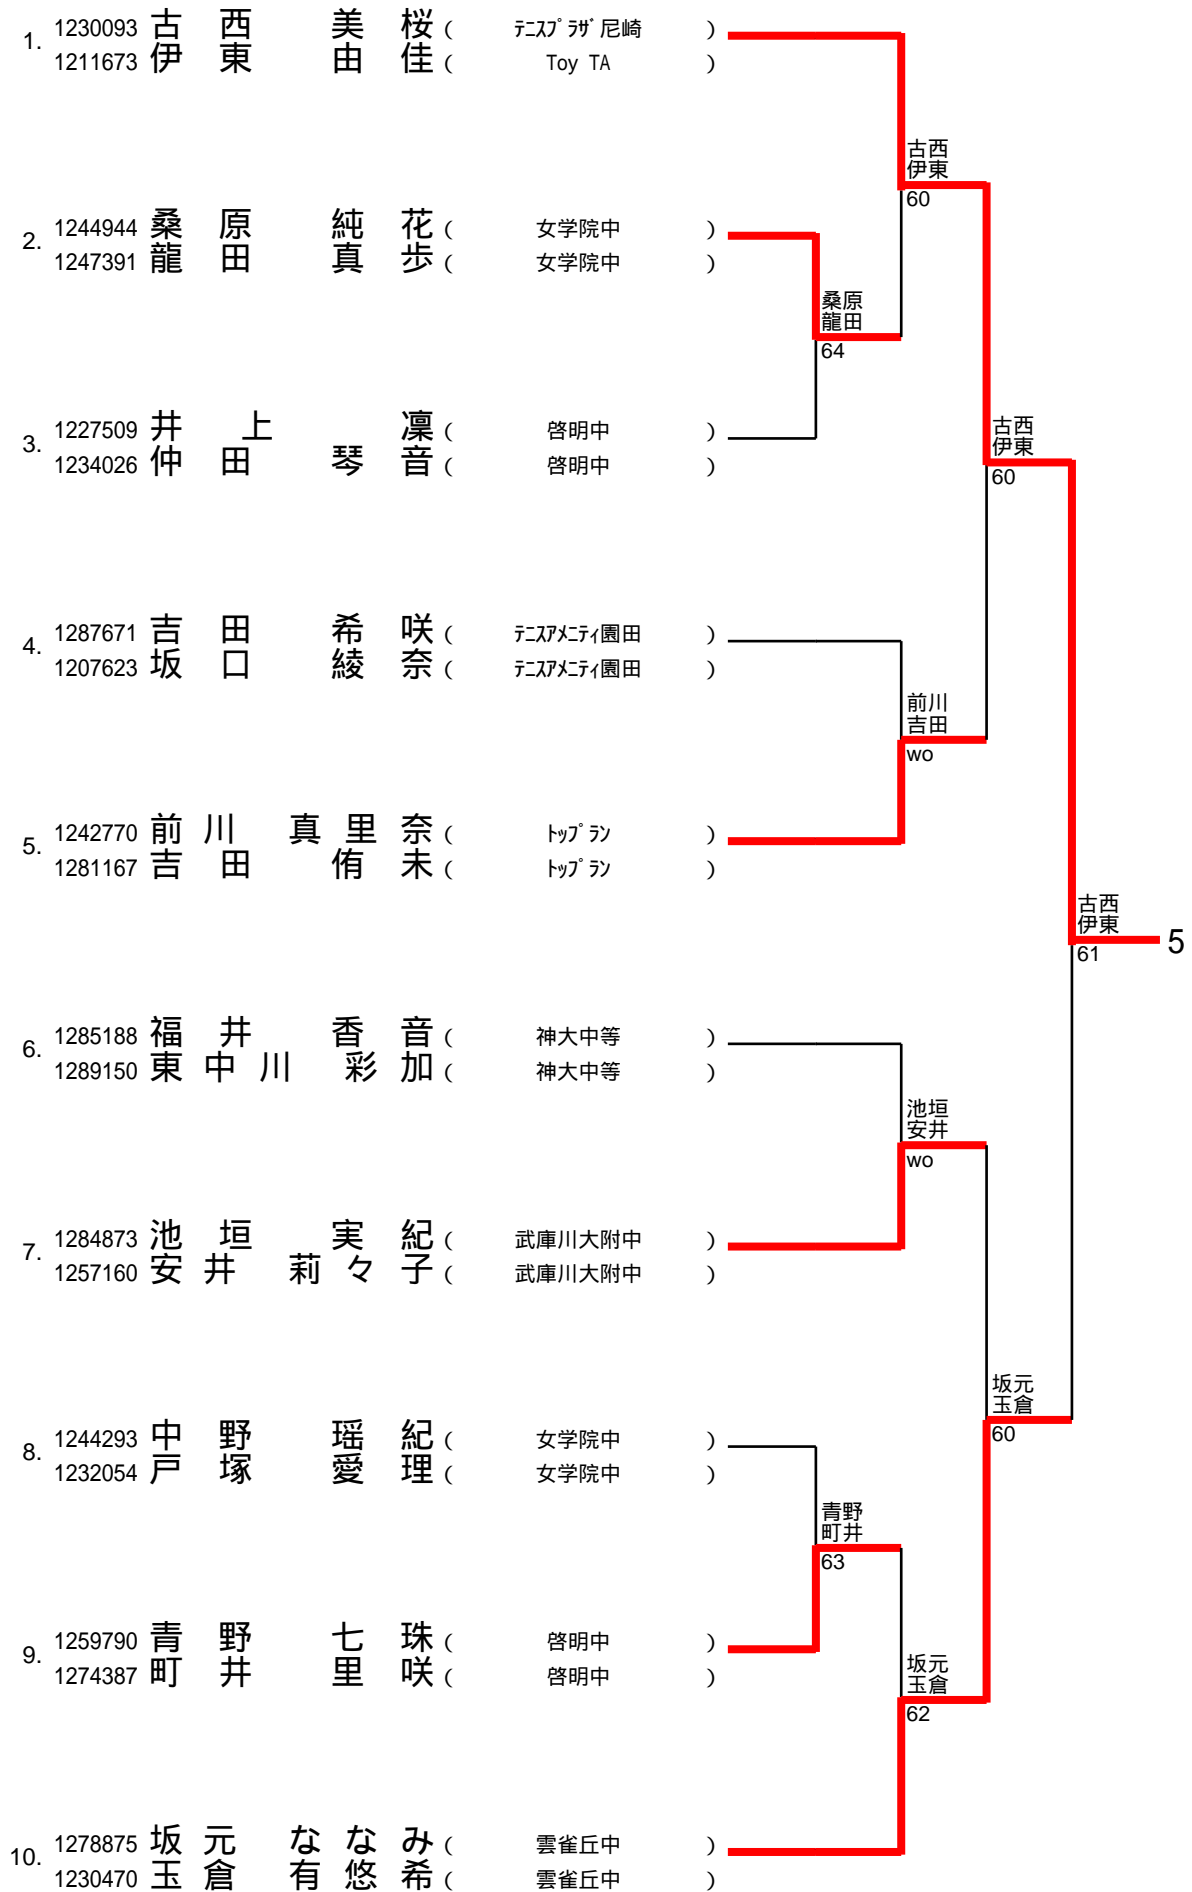 1. 1230093 古西 美桜 ( テニスプラザ尼崎 )
1211673 伊東 由佳 ( Toy TA )
古西
伊東
60
2. 1244944 桑原 純花 ( 女学院中 )
1247391 龍田 真歩 ( 女学院中 )
桑原
龍田
64
3. 1227509 井上 凜 ( 啓明中 )
1234026 仲田 琴音 ( 啓明中 )
古西
伊東
60
4. 1287671 吉田 希咲 ( テニスアメニティ園田 )
1207623 坂口 綾奈 ( テニスアメニティ園田 )
前川
吉田
wo
5. 1242770 前川 真里奈 ( トップラン )
1281167 吉田 侑未 ( トップラン )
古西
伊東
61
5
6. 1285188 福井 香音 ( 神大中等 )
1289150 東中川 彩加 ( 神大中等 )
池垣
安井
wo
7. 1284873 池垣 実紀 ( 武庫川大附中 )
1257160 安井 莉々子 ( 武庫川大附中 )
坂元
玉倉
60
8. 1244293 中野 瑶紀 ( 女学院中 )
1232054 戸塚 愛理 ( 女学院中 )
青野
町井
63
9. 1259790 青野 七珠 ( 啓明中 )
1274387 町井 里咲 ( 啓明中 )
坂元
玉倉
62
10. 1278875 坂元 ななみ ( 雲雀丘中 )
1230470 玉倉 有悠希 ( 雲雀丘中 )